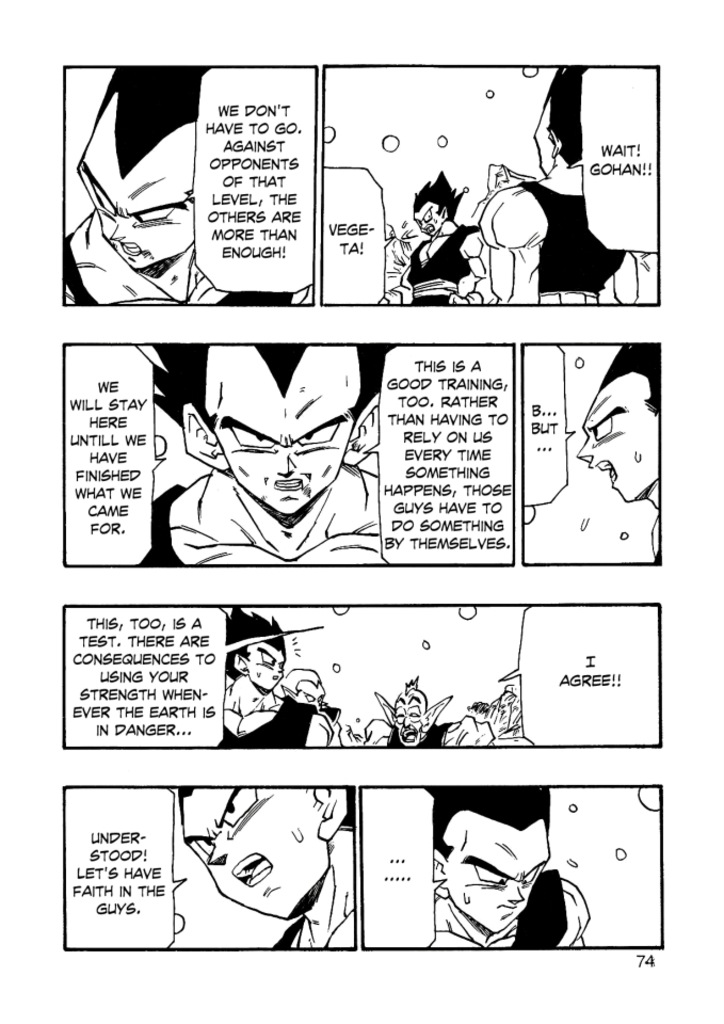 WAIT!
GOHAN!!
VEGE-
TA!
WE DON'T
HAVE TO GO.
AGAINST
OPPONENTS
OF THAT
LEVEL, THE
OTHERS ARE
MORE THAN
ENOUGH!
B...
BUT
...
THIS IS A
GOOD TRAINING,
TOO. RATHER
THAN HAVING TO
RELY ON US
EVERY TIME
SOMETHING
HAPPENS, THOSE
GUYS HAVE TO
DO SOMETHING
BY THEMSELVES.
WE
WILL STAY
HERE
UNTILL WE
HAVE
FINISHED
WHAT WE
CAME
FOR.
I
AGREE!!
THIS, TOO, IS A
TEST. THERE ARE
CONSEQUENCES TO
USING YOUR
STRENGTH WHEN-
EVER THE EARTH IS
IN DANGER...
...
.....
UNDER-
STOOD!
LET'S HAVE
FAITH IN THE
GUYS.
74